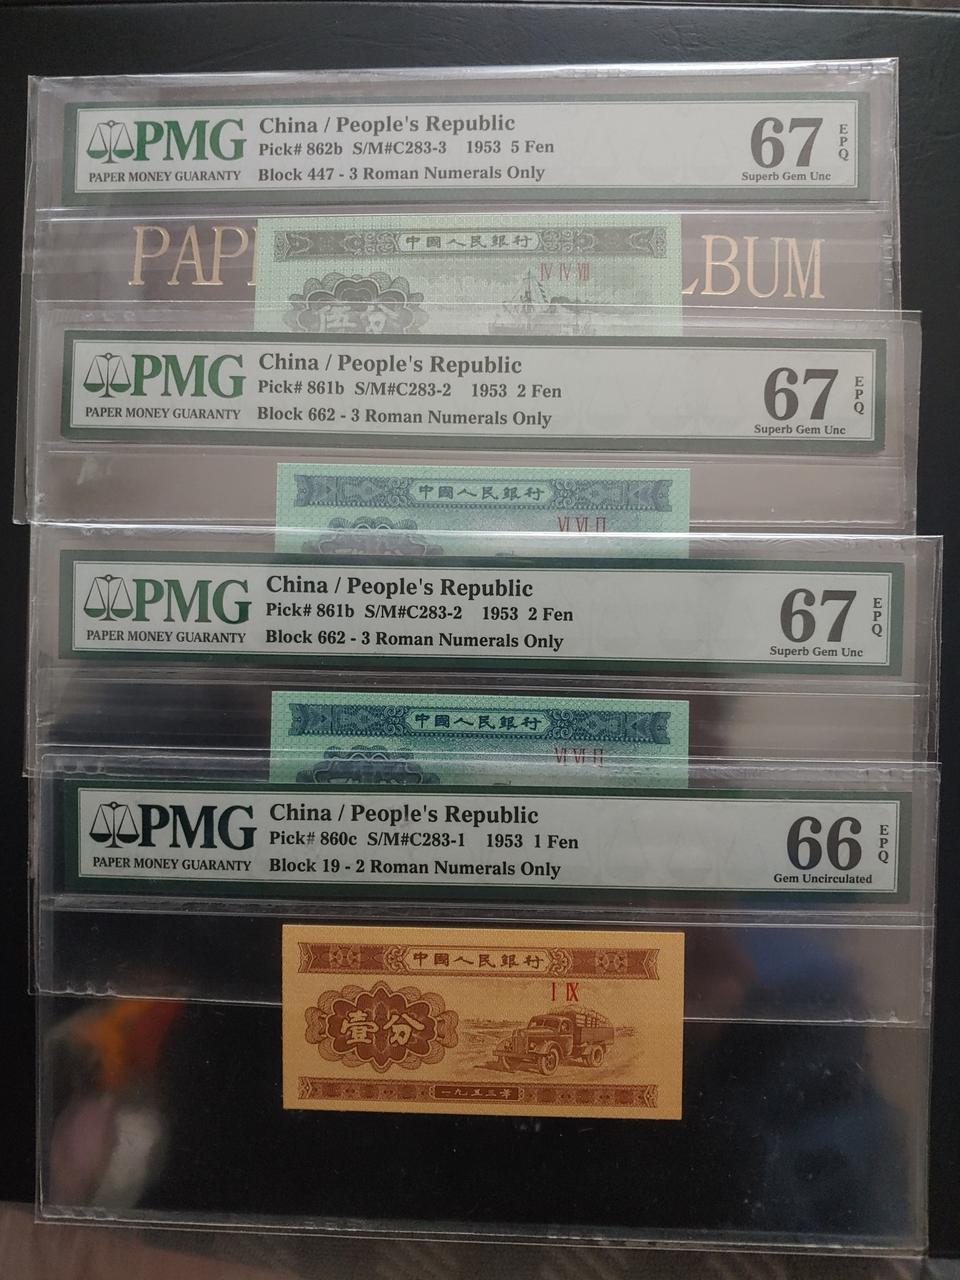 PMG
PAPER MONEY GUARANTY
China / People's Republic
Pick# 862b S/M#C283-3 1953 5 Fen
Block 447 - 3 Roman Numerals Only
67
EPQ
Superb Gem Unc
PAP
LBUM
中國人民銀行
IV IV VII
伍分
PMG
PAPER MONEY GUARANTY
China / People's Republic
Pick# 861b S/M#C283-2 1953 2 Fen
Block 662 - 3 Roman Numerals Only
67
EPQ
Superb Gem Unc
中國人民銀行
VI VI II
PMG
PAPER MONEY GUARANTY
China / People's Republic
Pick# 861b S/M#C283-2 1953 2 Fen
Block 662 - 3 Roman Numerals Only
67
EPQ
Superb Gem Unc
中國人民銀行
VI VI II
PMG
PAPER MONEY GUARANTY
China / People's Republic
Pick# 860c S/M#C283-1 1953 1 Fen
Block 19 - 2 Roman Numerals Only
66
EPQ
Gem Uncirculated
中國人民銀行
I IX
壹分
一九五三年